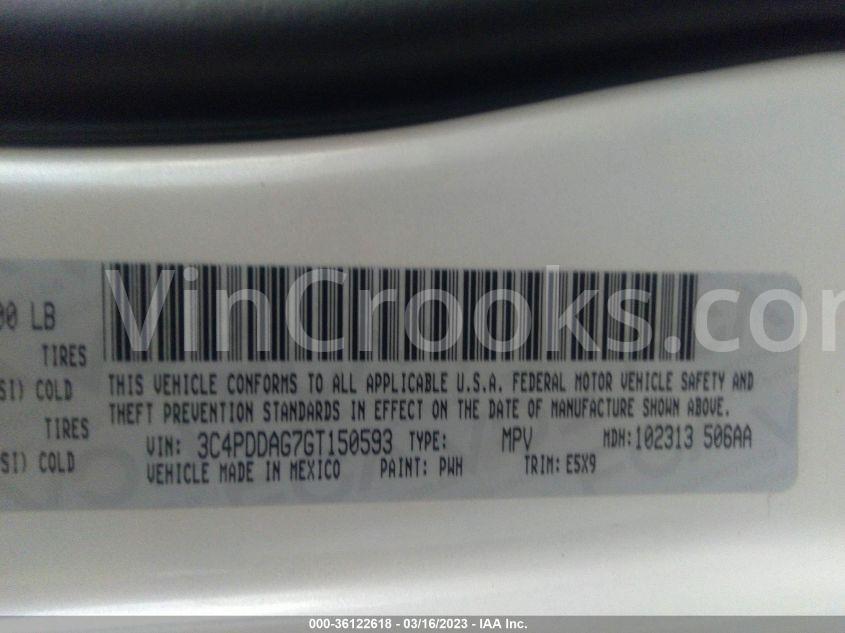 VinCrooks.com
00 LB
TIRES
SI) COLD
TIRES
SI) COLD
THIS VEHICLE CONFORMS TO ALL APPLICABLE U.S.A. FEDERAL MOTOR VEHICLE SAFETY AND
THEFT PREVENTION STANDARDS IN EFFECT ON THE DATE OF MANUFACTURE SHOWN ABOVE.
VIN: 3C4PDDAG7GT150593 TYPE: MPV MDH:102313 506AA
VEHICLE MADE IN MEXICO PAINT: PWH TRIM: E5X9
000-36122618 - 03/16/2023 - IAA Inc.